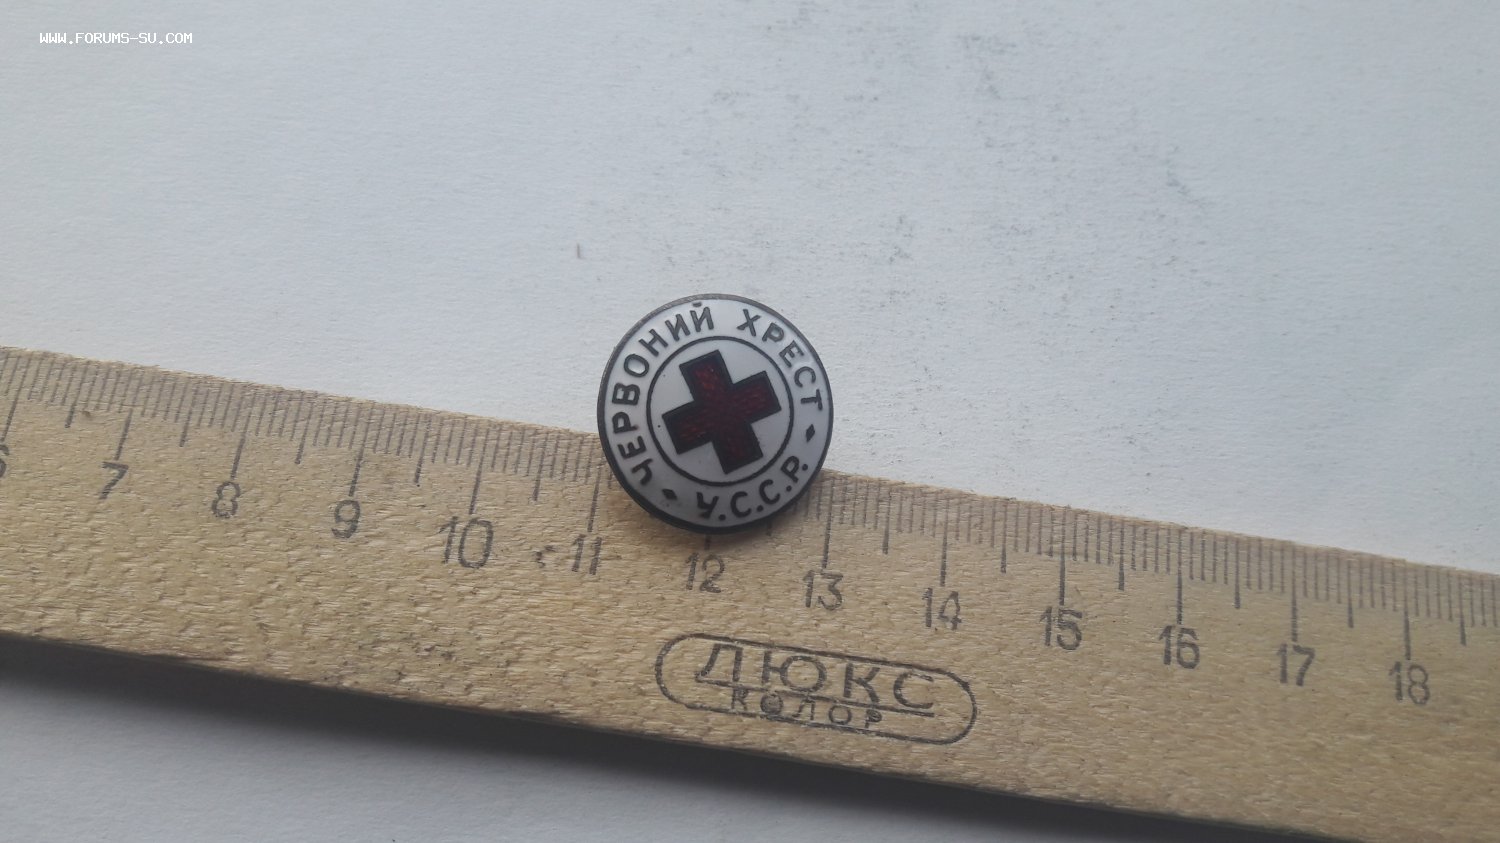 WWW.FORUMS-SU.COM
ЧЕРВОНИЙ ХРЕСТ
У.С.С.Р.
7 8 9 10 11 12 13 14 15 16 17 18
ЛЮКС
КОЛОР